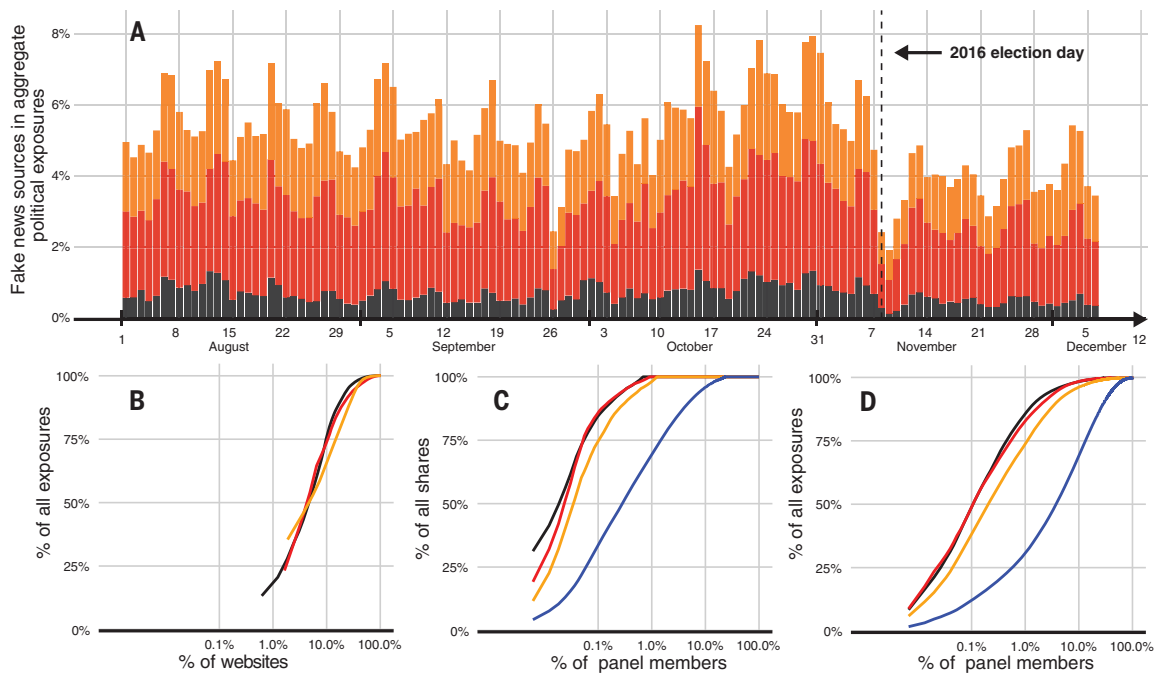 A
Fake news sources in aggregate
political exposures
8%
6%
4%
2%
0%
2016 election day
1 8 15 22 29 5 12 19 26 3 10 17 24 31 7 14 21 28 5 12
August September October November December
B
% of all exposures
100%
75%
50%
25%
0%
0.1% 1.0% 10.0% 100.0%
% of websites
C
% of all shares
100%
75%
50%
25%
0%
0.1% 1.0% 10.0% 100.0%
% of panel members
D
% of all exposures
100%
75%
50%
25%
0%
0.1% 1.0% 10.0% 100.0%
% of panel members